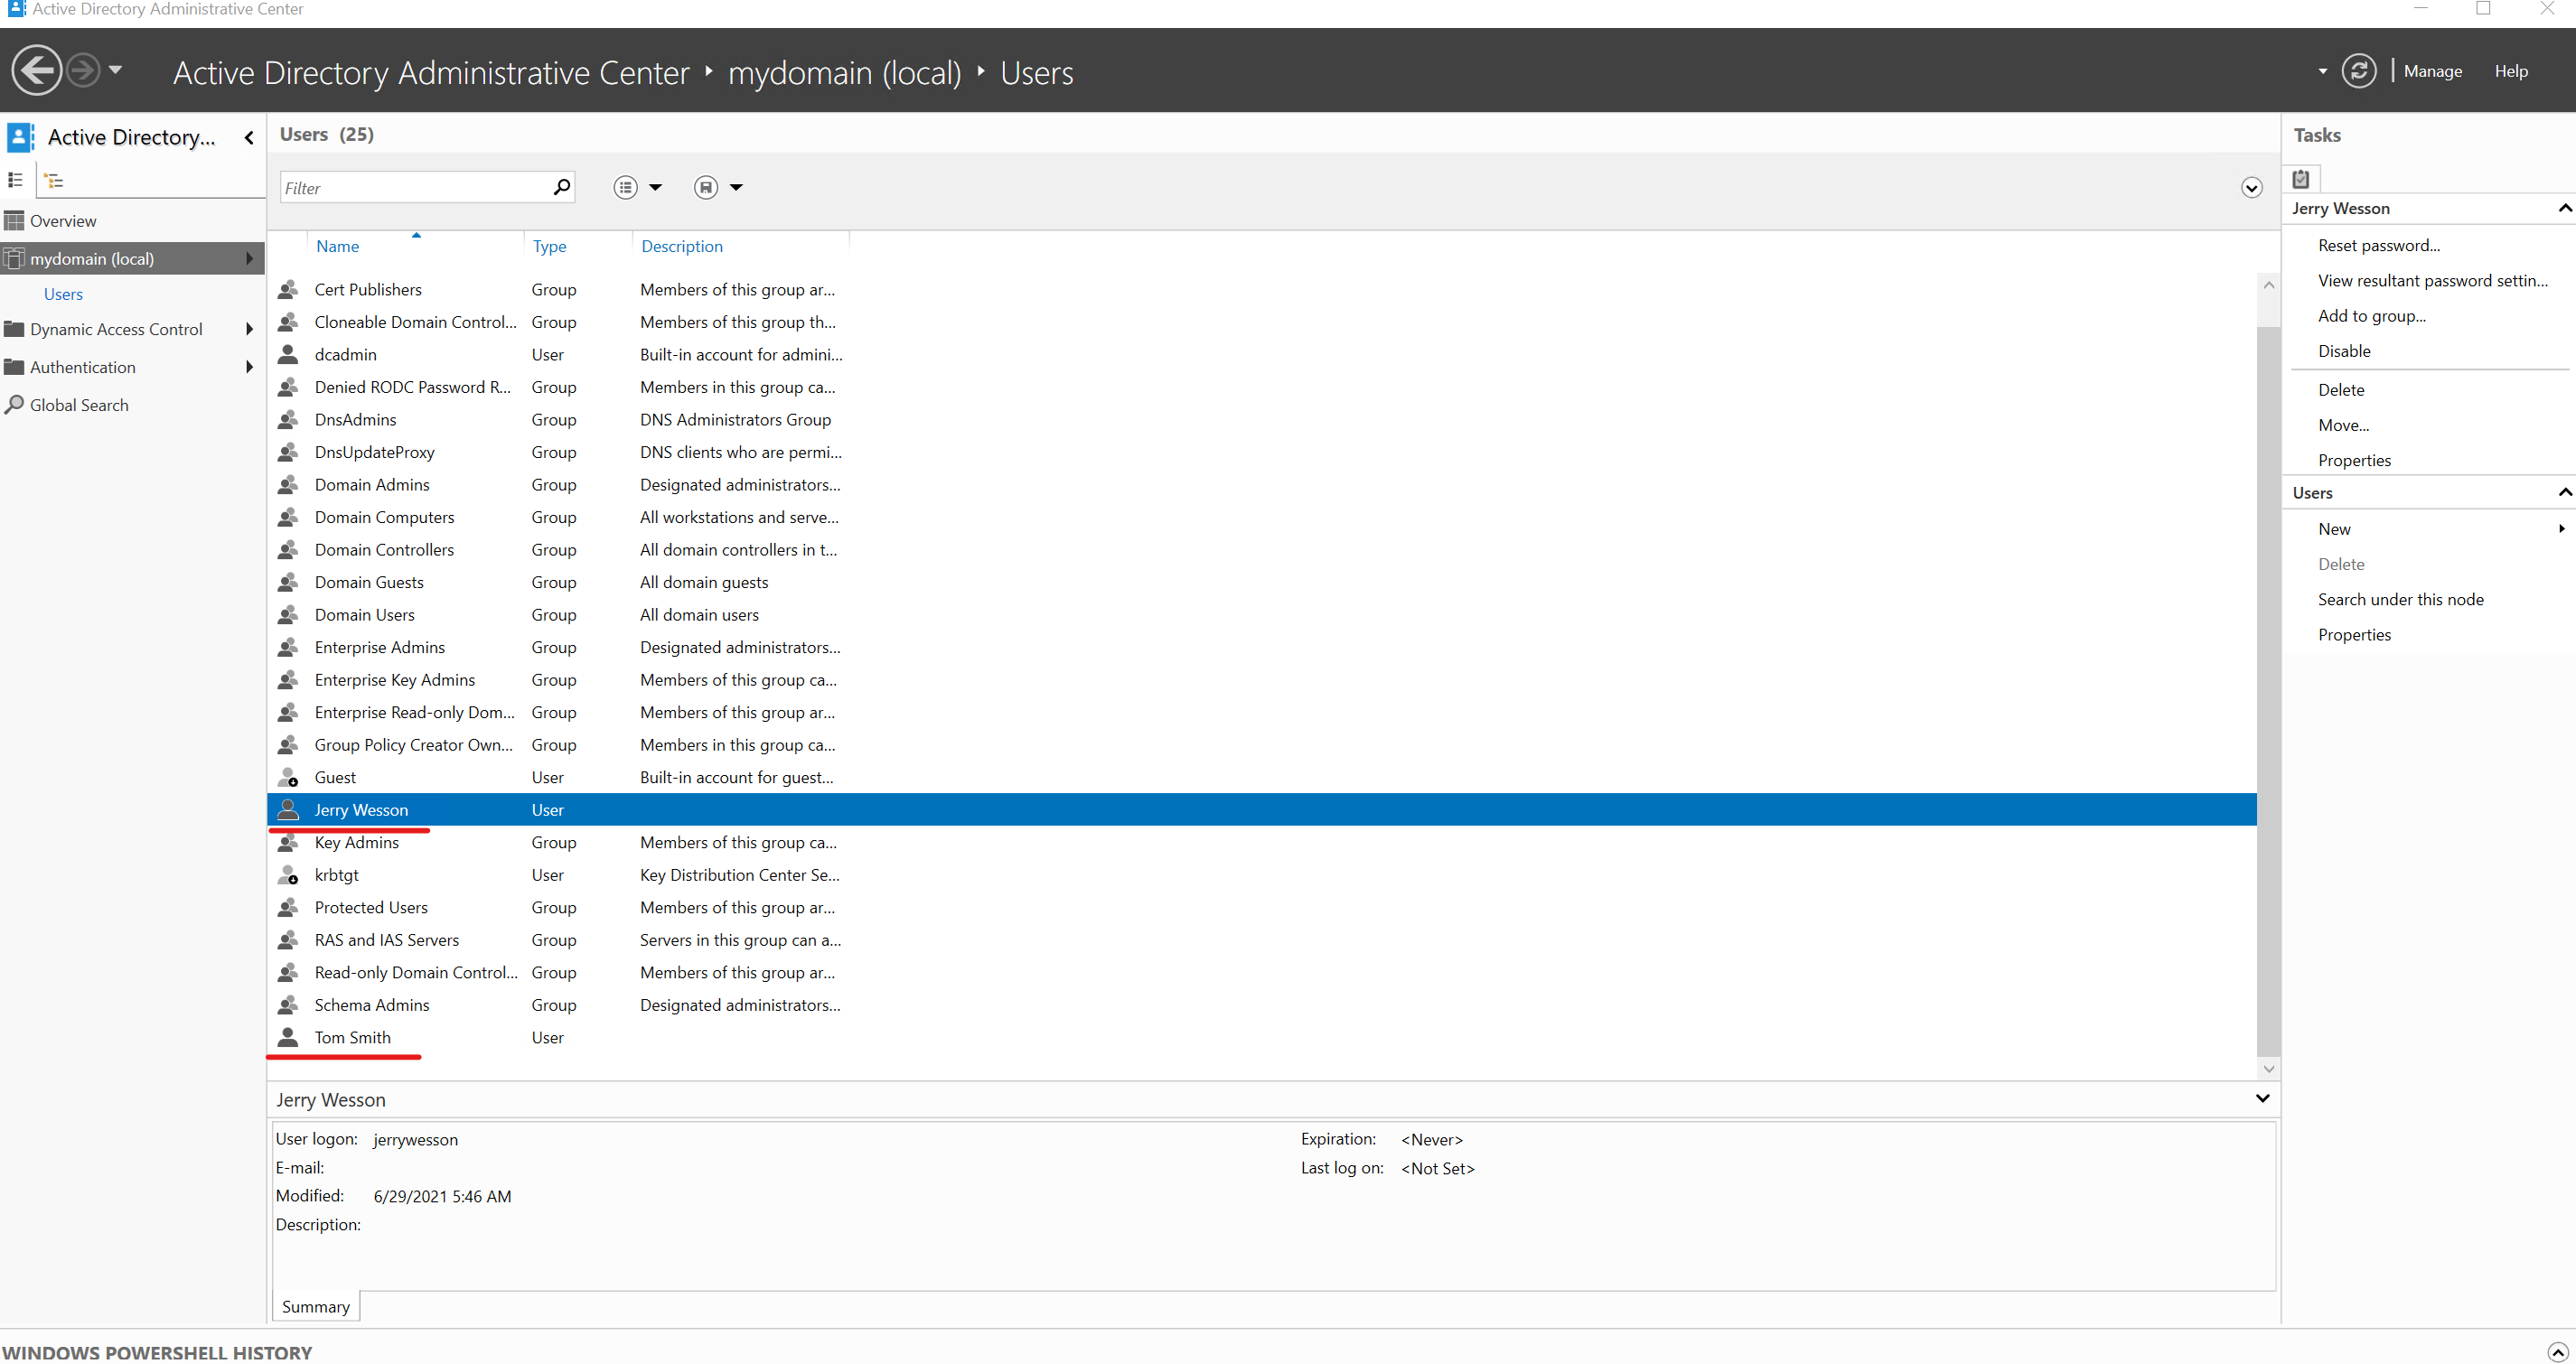 Active Directory Administrative Center
Active Directory Administrative Center ‣ mydomain (local) ‣ Users
Manage
Help
Active Directory...
Overview
mydomain (local)
Users
Dynamic Access Control
Authentication
Global Search
Users (25)
Filter
Name Type Description
Cert Publishers Group Members of this group ar...
Cloneable Domain Control... Group Members of this group th...
dcadmin User Built-in account for admini...
Denied RODC Password R... Group Members in this group ca...
DnsAdmins Group DNS Administrators Group
DnsUpdateProxy Group DNS clients who are permi...
Domain Admins Group Designated administrators...
Domain Computers Group All workstations and serve...
Domain Controllers Group All domain controllers in t...
Domain Guests Group All domain guests
Domain Users Group All domain users
Enterprise Admins Group Designated administrators...
Enterprise Key Admins Group Members of this group ca...
Enterprise Read-only Dom... Group Members of this group ar...
Group Policy Creator Own... Group Members in this group ca...
Guest User Built-in account for guest...
Jerry Wesson User
Key Admins Group Members of this group ca...
krbtgt User Key Distribution Center Se...
Protected Users Group Members of this group ar...
RAS and IAS Servers Group Servers in this group can a...
Read-only Domain Control... Group Members of this group ar...
Schema Admins Group Designated administrators...
Tom Smith User
Jerry Wesson
User logon: jerrywesson
E-mail:
Modified: 6/29/2021 5:46 AM
Description:
Expiration: <Never>
Last log on: <Not Set>
Summary
Tasks
Jerry Wesson
Reset password...
View resultant password settin...
Add to group...
Disable
Delete
Move...
Properties
Users
New
Delete
Search under this node
Properties
WINDOWS POWERSHELL HISTORY